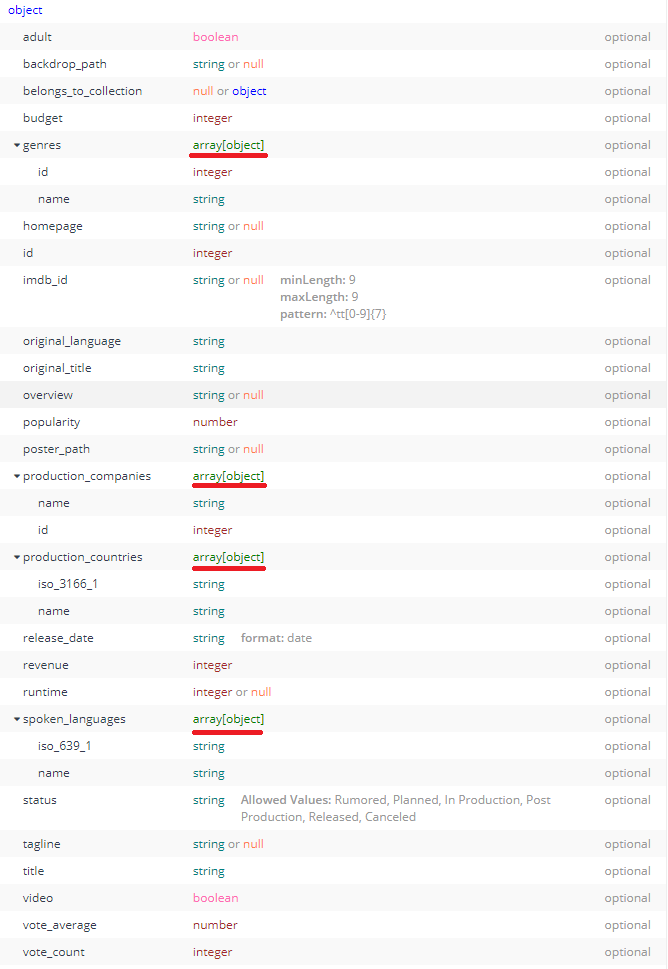 object
adult boolean optional
backdrop_path string or null optional
belongs_to_collection null or object optional
budget integer optional
genres array[object] optional
id integer optional
name string optional
homepage string or null optional
id integer optional
imdb_id string or null minLength: 9 optional
maxLength: 9
pattern: ^tt[0-9]{7}
original_language string optional
original_title string optional
overview string or null optional
popularity number optional
poster_path string or null optional
production_companies array[object] optional
name string optional
id integer optional
production_countries array[object] optional
iso_3166_1 string optional
name string optional
release_date string format: date optional
revenue integer optional
runtime integer or null optional
spoken_languages array[object] optional
iso_639_1 string optional
name string optional
status string Allowed Values: Rumored, Planned, In Production, Post optional
Production, Released, Canceled
tagline string or null optional
title string optional
video boolean optional
vote_average number optional
vote_count integer optional